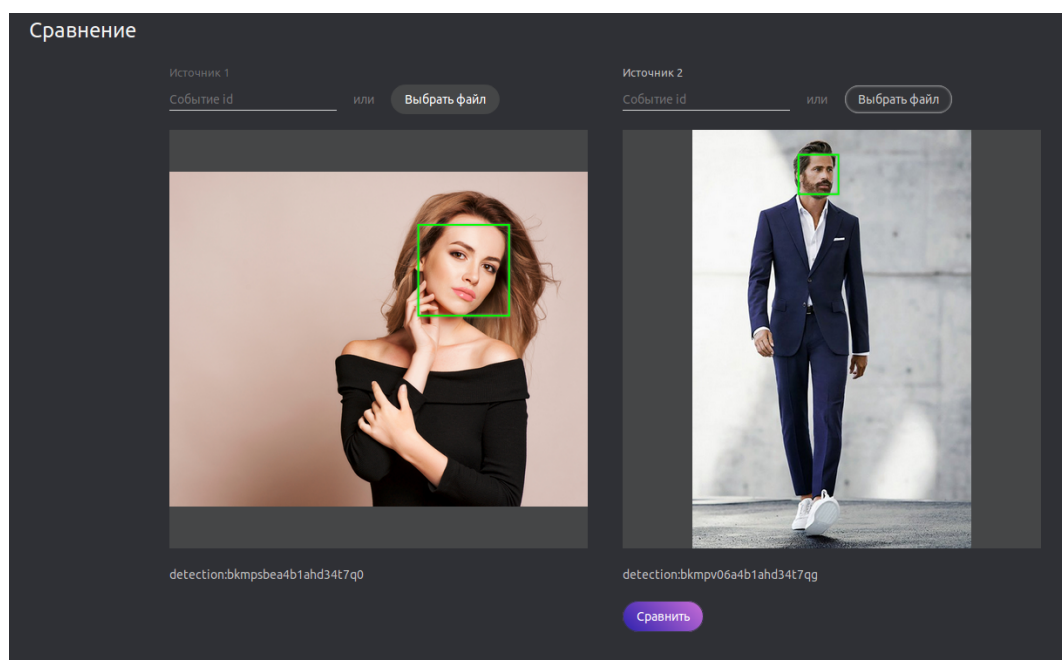 Сравнение
Источник 1
Событие id или Выбрать файл
detection:bkmpsbea4b1ahd34t7q0
Источник 2
Событие id или Выбрать файл
detection:bkmpv06a4b1ahd34t7qg
Сравнить